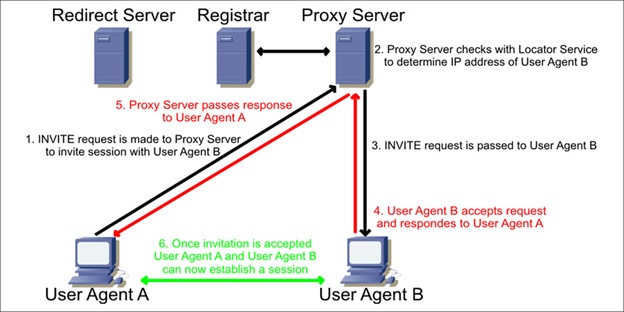 Redirect Server
Registrar
Proxy Server
2. Proxy Server checks with Locator Service
to determine IP address of User Agent B
5. Proxy Server passes response
to User Agent A
1. INVITE request is made to Proxy Server
to invite session with User Agent B
3. INVITE request is passed to User Agent B
4. User Agent B accepts request
and respondes to User Agent A
6. Once invitation is accepted
User Agent A and User Agent B
can now establish a session
User Agent A
User Agent B